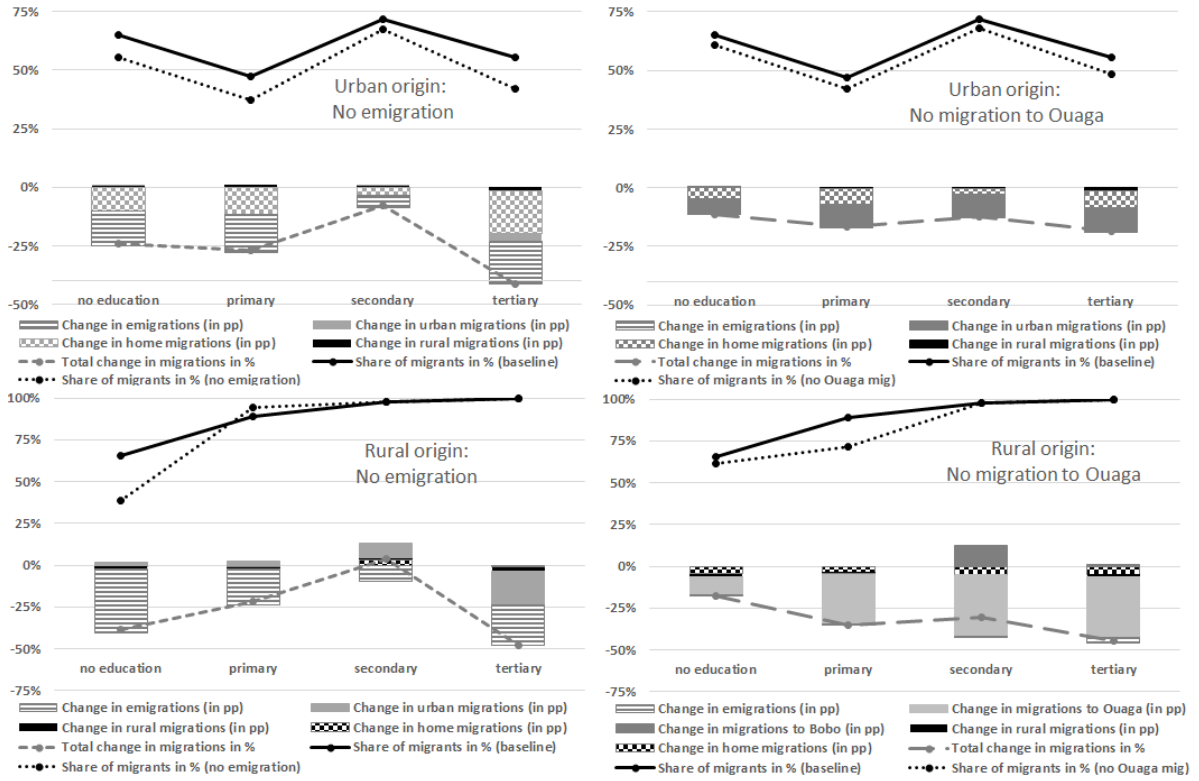 75%
50%
25%
0%
-25%
-50%
Urban origin:
No emigration
no education primary secondary tertiary
Change in emigrations (in pp) Change in urban migrations (in pp)
Change in home migrations (in pp) Change in rural migrations (in pp)
Total change in migrations in % Share of migrants in % (baseline)
Share of migrants in % (no emigration)
75%
50%
25%
0%
-25%
-50%
Urban origin:
No migration to Ouaga
no education primary secondary tertiary
Change in emigrations (in pp) Change in urban migrations (in pp)
Change in home migrations (in pp) Change in rural migrations (in pp)
Total change in migrations in % Share of migrants in % (baseline)
Share of migrants in % (no Ouaga mig)
100%
75%
50%
25%
0%
-25%
-50%
-75%
Rural origin:
No emigration
no education primary secondary tertiary
Change in emigrations (in pp) Change in urban migrations (in pp)
Change in rural migrations (in pp) Change in home migrations (in pp)
Total change in migrations in % Share of migrants in % (baseline)
Share of migrants in % (no emigration)
100%
75%
50%
25%
0%
-25%
-50%
-75%
Rural origin:
No migration to Ouaga
no education primary secondary tertiary
Change in emigrations (in pp) Change in migrations to Ouaga (in pp)
Change in migrations to Bobo (in pp) Change in rural migrations (in pp)
Change in home migrations (in pp) Total change in migrations in %
Share of migrants in % (baseline) Share of migrants in % (no Ouaga mig)